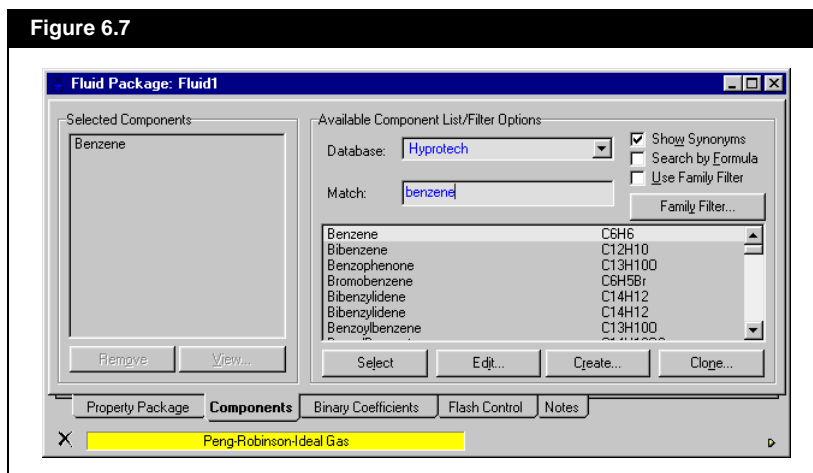 Figure 6.7
Fluid Package: Fluid1
Selected Components
Benzene
Remove
View...
Available Component List/Filter Options
Database: Hyprotech
Match: benzene
Show Synonyms
Search by Formula
Use Family Filter
Family Filter...
Benzene C6H6
Bibenzene C12H10
Benzophenone C13H10O
Bromobenzene C6H5Br
Bibenzylidene C14H12
Bibenzylidene C14H12
Benzoylbenzene C13H10O
Select Edit... Create... Clone...
Property Package Components Binary Coefficients Flash Control Notes
Peng-Robinson-Ideal Gas